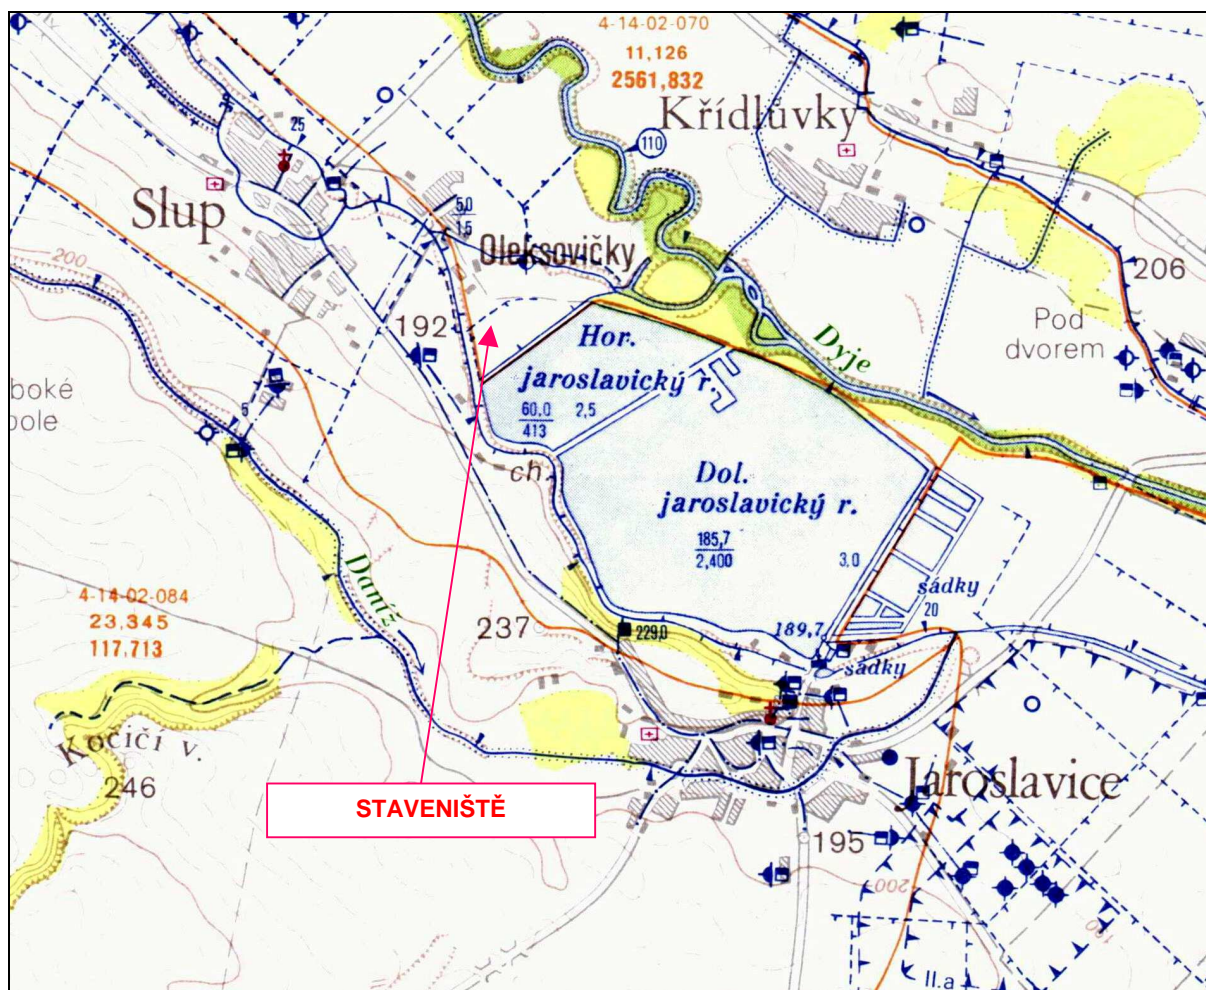 4-14-02-070
11,126
2561,832
Křídlůvky
110
25
Slup
5,0
1,5
Oleksovičky
200
206
192
Hor.
jaroslavický r.
60,0 2,5
413
Dyje
Pod
dvorem
boké
pole
5
ch.
Dol.
jaroslavický r.
185,7
2,400
3,0
sádky
20
Daníž
4-14-02-084
23,345
117,713
237
229,0
189,7
sádky
Kočičí v.
246
STAVENIŠTĚ
Jaroslavice
195
200
190
II.a